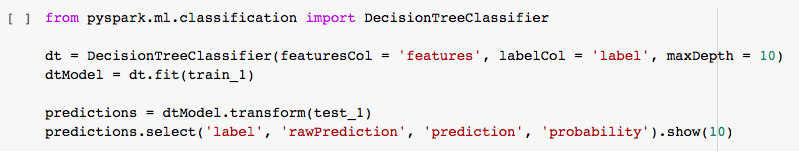 [ ] from pyspark.ml.classification import DecisionTreeClassifier
dt = DecisionTreeClassifier(featuresCol = 'features', labelCol = 'label', maxDepth = 10)
dtModel = dt.fit(train_1)
predictions = dtModel.transform(test_1)
predictions.select('label', 'rawPrediction', 'prediction', 'probability').show(10)